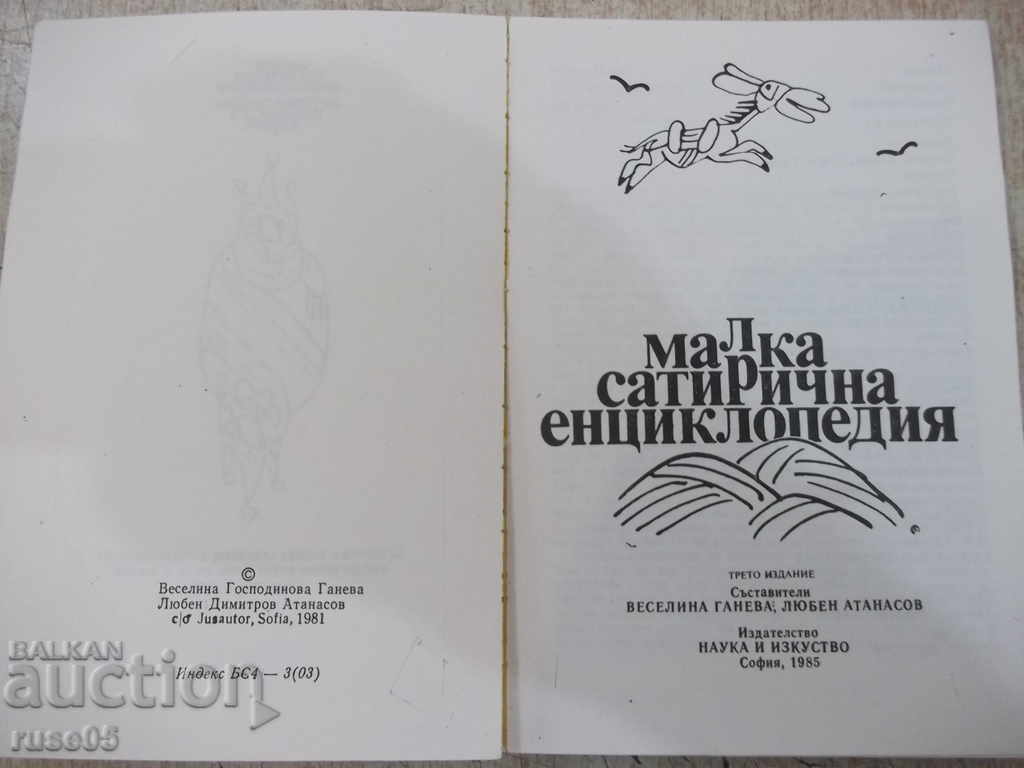 ©
Веселина Господинова Ганева
Любен Димитров Атанасов
c/o Jusautor, Sofia, 1981
Индекс БС4 — 3(03)
малка
сатирична
енциклопедия
ТРЕТО ИЗДАНИЕ
Съставители
ВЕСЕЛИНА ГАНЕВА, ЛЮБЕН АТАНАСОВ
Издателство
НАУКА И ИЗКУСТВО
София, 1985
BALKAN
auction
ruse05